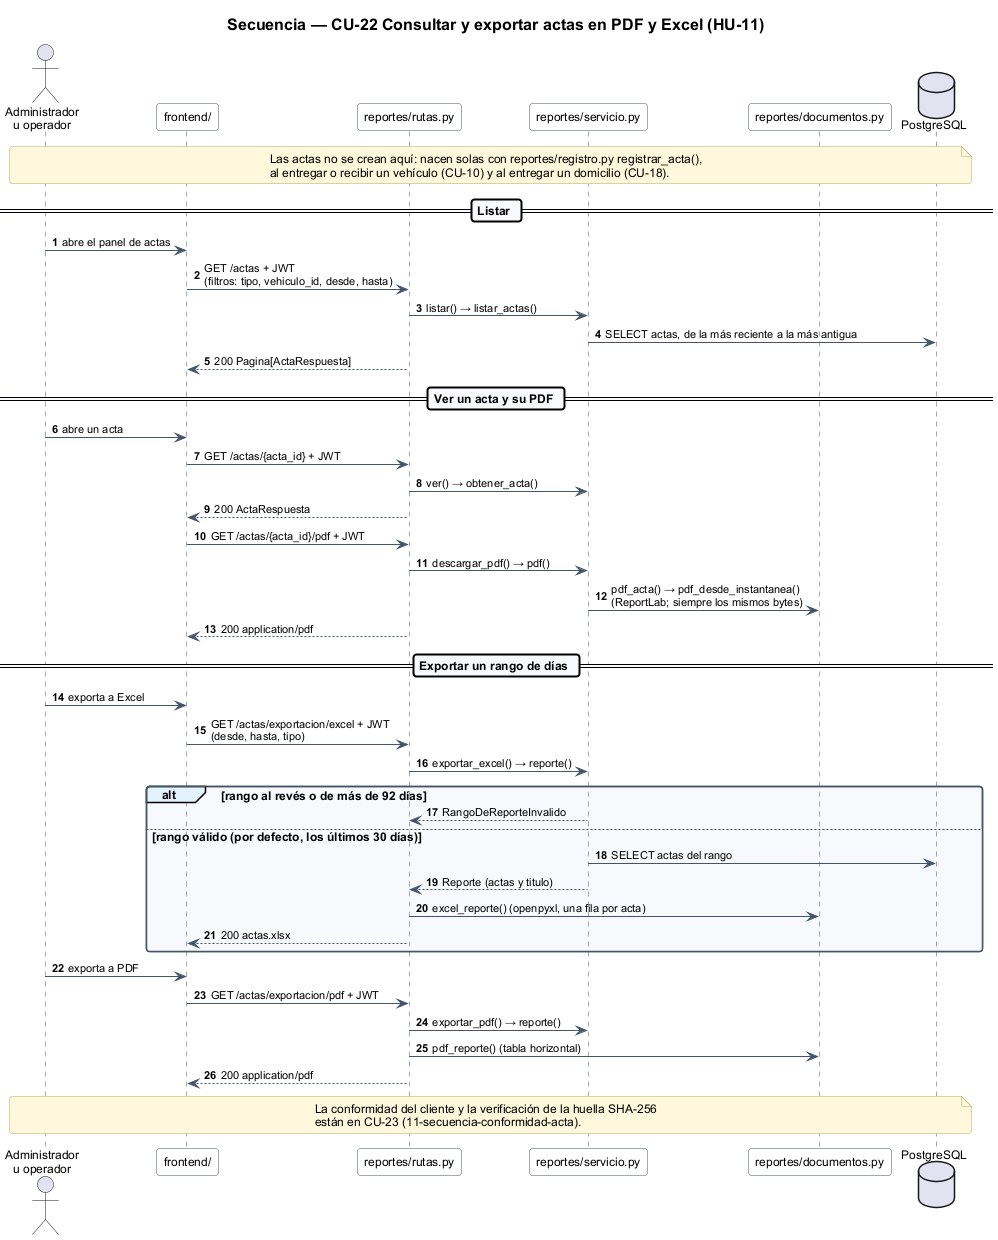 Secuencia — CU-22 Consultar y exportar actas en PDF y Excel (HU-11)
Administrador
u operador
frontend/
reportes/rutas.py
reportes/servicio.py
reportes/documentos.py
PostgreSQL
Las actas no se crean aquí: nacen solas con reportes/registro.py registrar_acta(),
al entregar o recibir un vehículo (CU-10) y al entregar un domicilio (CU-18).
Listar
1 abre el panel de actas
2 GET /actas + JWT
(filtros: tipo, vehiculo_id, desde, hasta)
3 listar() → listar_actas()
4 SELECT actas, de la más reciente a la más antigua
5 200 Pagina[ActaRespuesta]
Ver un acta y su PDF
6 abre un acta
7 GET /actas/{acta_id} + JWT
8 ver() → obtener_acta()
9 200 ActaRespuesta
10 GET /actas/{acta_id}/pdf + JWT
11 descargar_pdf() → pdf()
12 pdf_acta() → pdf_desde_instantanea()
(ReportLab; siempre los mismos bytes)
13 200 application/pdf
Exportar un rango de días
14 exporta a Excel
15 GET /actas/exportacion/excel + JWT
(desde, hasta, tipo)
16 exportar_excel() → reporte()
alt [rango al revés o de más de 92 días]
17 RangoDeReporteInvalido
[rango válido (por defecto, los últimos 30 días)]
18 SELECT actas del rango
19 Reporte (actas y titulo)
20 excel_reporte() (openpyxl, una fila por acta)
21 200 actas.xlsx
22 exporta a PDF
23 GET /actas/exportacion/pdf + JWT
24 exportar_pdf() → reporte()
25 pdf_reporte() (tabla horizontal)
26 200 application/pdf
La conformidad del cliente y la verificación de la huella SHA-256
están en CU-23 (11-secuencia-conformidad-acta).
Administrador
u operador
frontend/
reportes/rutas.py
reportes/servicio.py
reportes/documentos.py
PostgreSQL